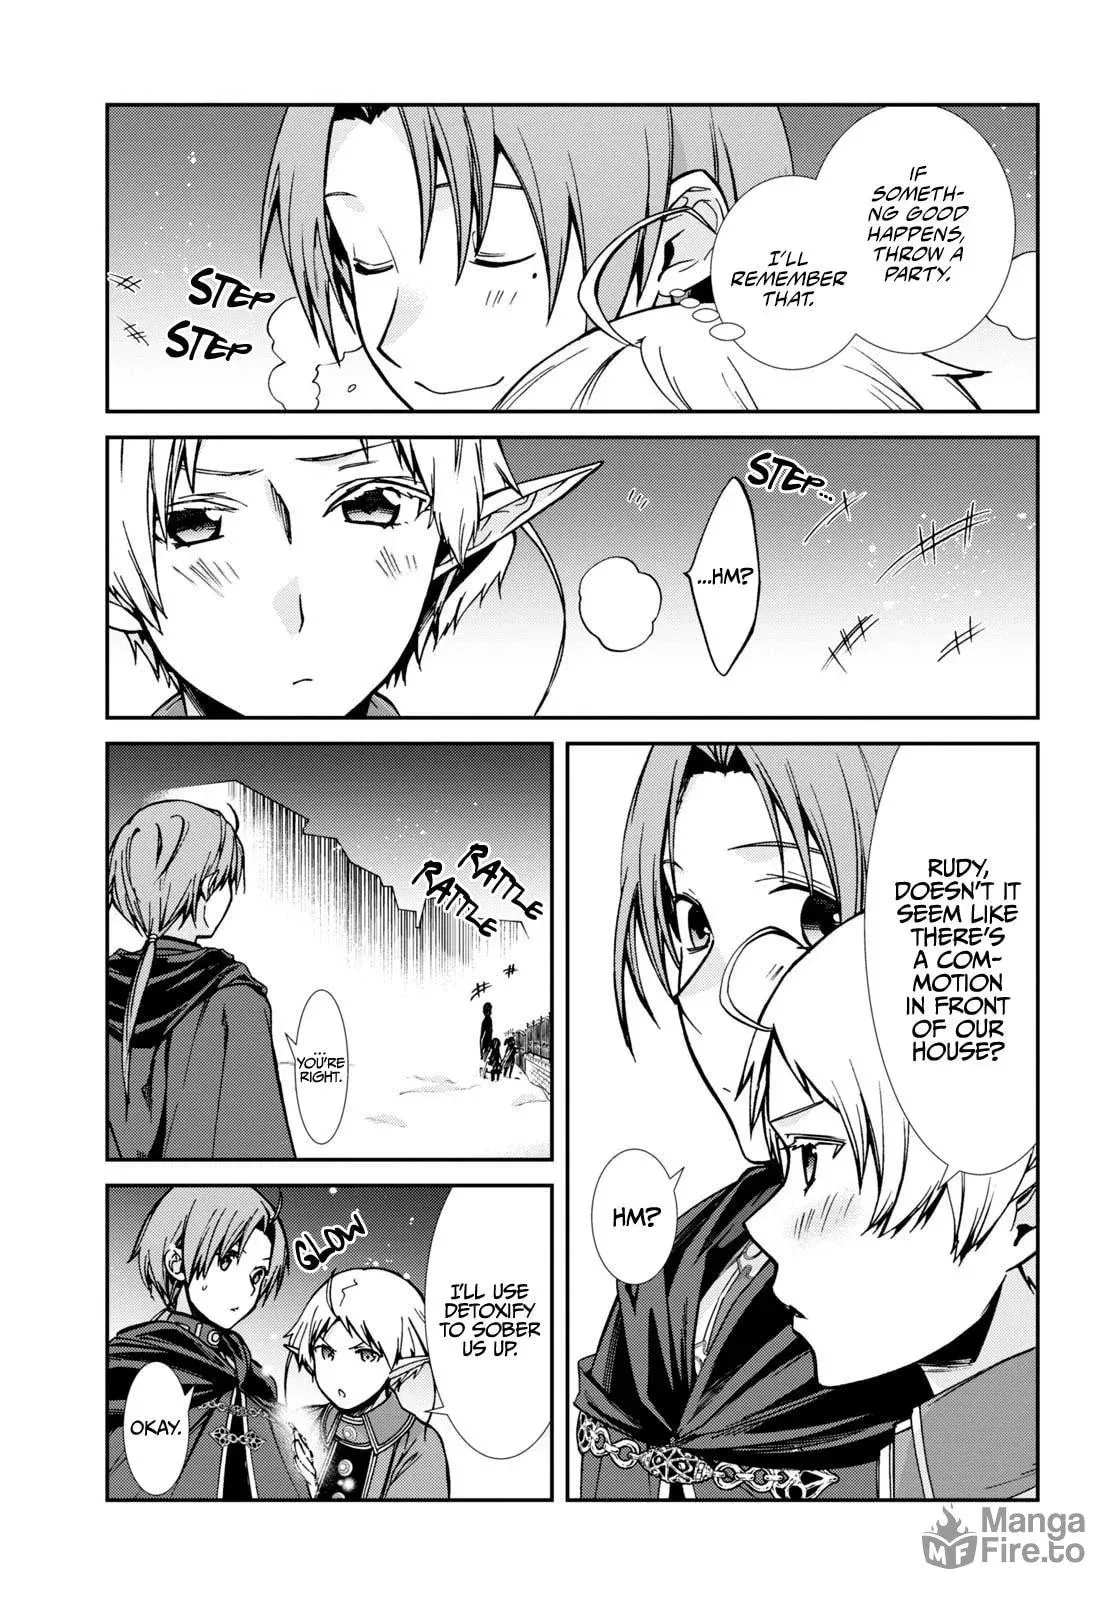 IF
SOMETH-
NG GOOD
HAPPENS,
THROW A
PARTY.
I'LL
REMEMBER
THAT.
STEP
STEP
STEP...
...HM?
RUDY,
DOESN'T IT
SEEM LIKE
THERE'S
A COM-
MOTION
IN FRONT
OF OUR
HOUSE?
HM?
RATTLE
RATTLE
...
YOU'RE
RIGHT.
GLOW
I'LL USE
DETOXIFY
TO SOBER
US UP.
OKAY.
MF
Manga
Fire.to